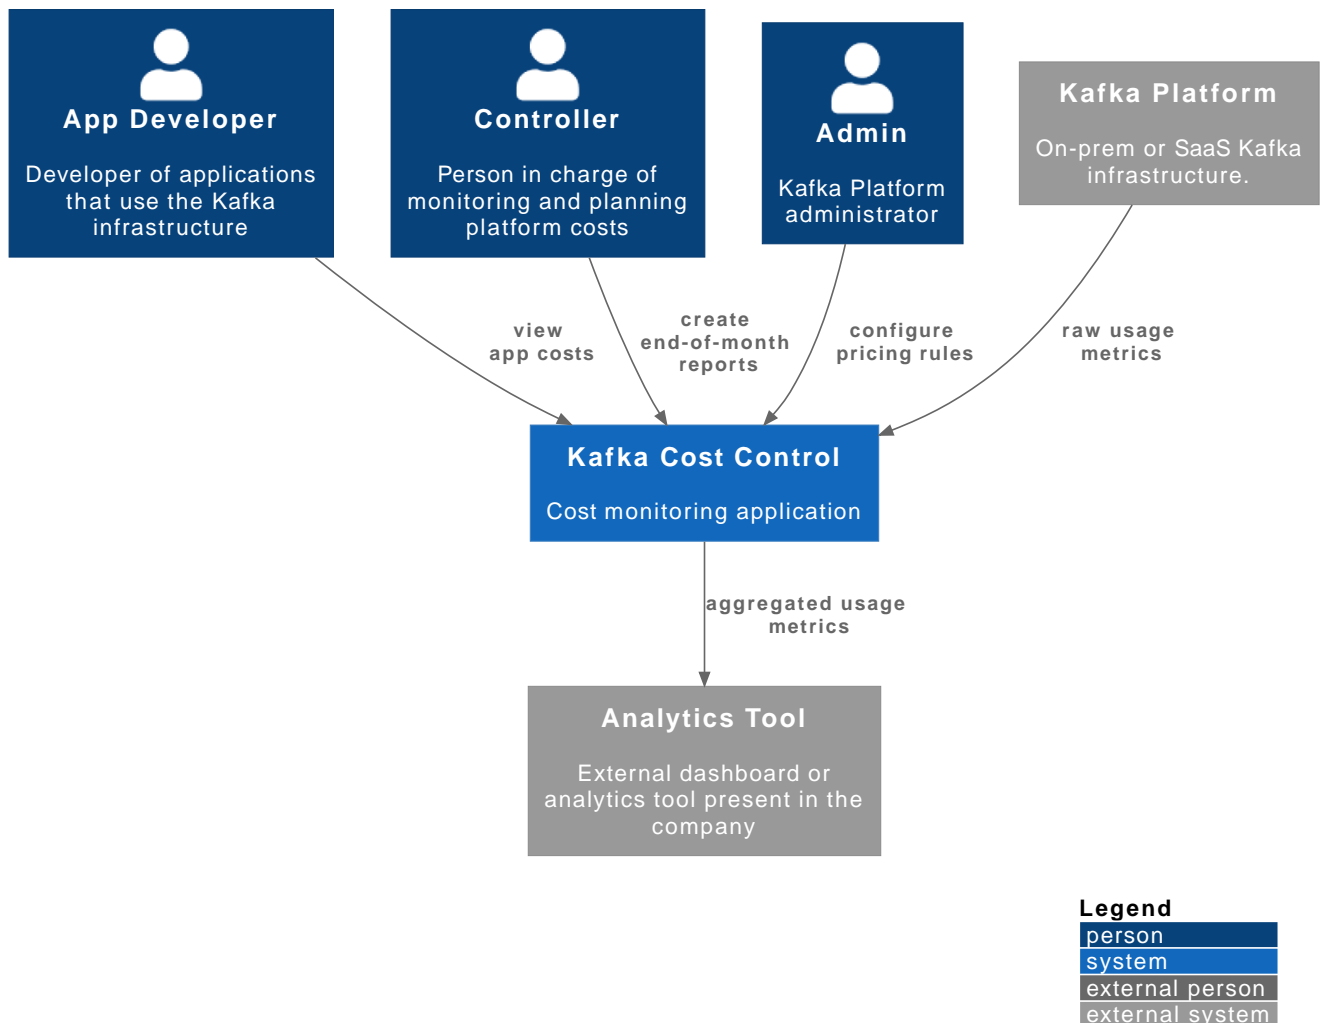 App Developer
Developer of applications
that use the Kafka
infrastructure
Controller
Person in charge of
monitoring and planning
platform costs
Admin
Kafka Platform
administrator
Kafka Platform
On-prem or SaaS Kafka
infrastructure.
view
app costs
create
end-of-month
reports
configure
pricing rules
raw usage
metrics
Kafka Cost Control
Cost monitoring application
aggregated usage
metrics
Analytics Tool
External dashboard or
analytics tool present in the
company
Legend
person
system
external person
external system